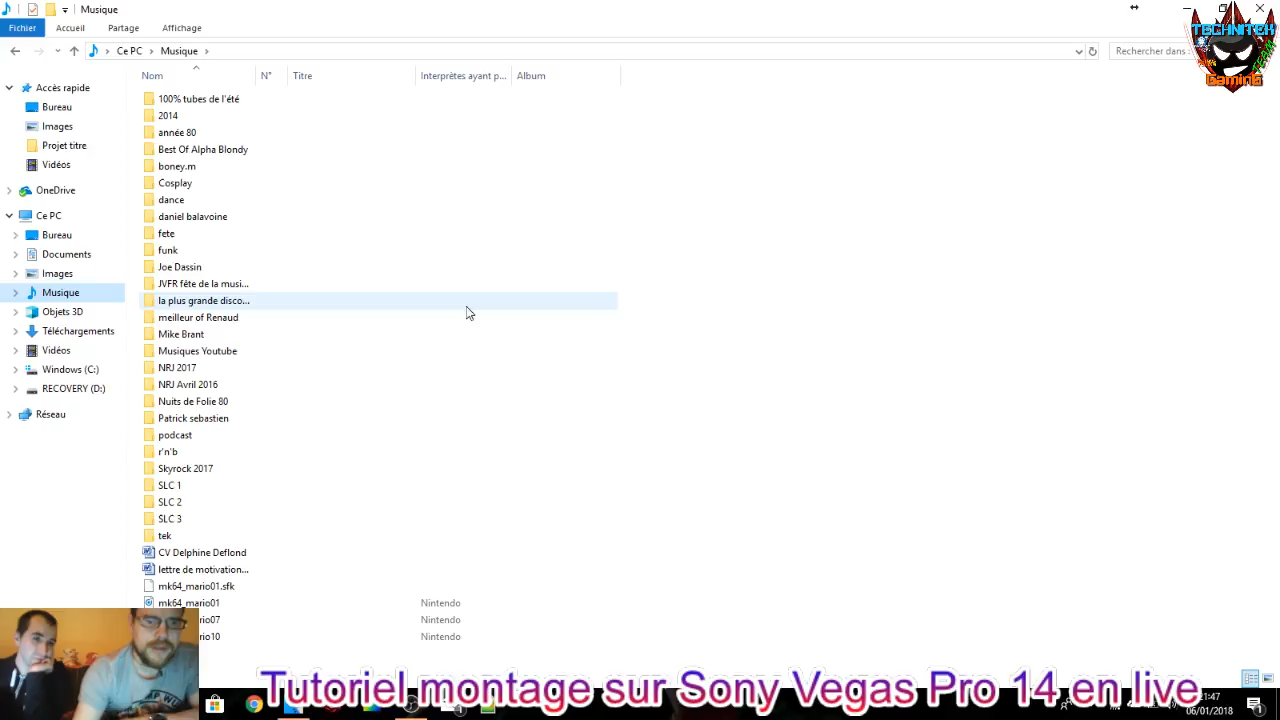 Musique
Fichier Accueil Partage Affichage
Ce PC Musique
Rechercher dans :
TECHNITEK
TEAM
GaminG
Nom N° Titre Interprètes ayant p... Album
Accès rapide
Bureau
Images
Projet titre
Vidéos
OneDrive
Ce PC
Bureau
Documents
Images
Musique
Objets 3D
Téléchargements
Vidéos
Windows (C:)
RECOVERY (D:)
Réseau
100% tubes de l'été
2014
année 80
Best Of Alpha Blondy
boney.m
Cosplay
dance
daniel balavoine
fete
funk
Joe Dassin
JVFR fête de la musi...
la plus grande disco...
meilleur of Renaud
Mike Brant
Musiques Youtube
NRJ 2017
NRJ Avril 2016
Nuits de Folie 80
Patrick sebastien
podcast
r'n'b
Skyrock 2017
SLC 1
SLC 2
SLC 3
tek
CV Delphine Deflond
lettre de motivation...
mk64_mario01.sfk
mk64_mario01 Nintendo
rio07 Nintendo
rio10 Nintendo
Tutoriel montage sur Sony Vegas Pro 14 en live
21:47
06/01/2018